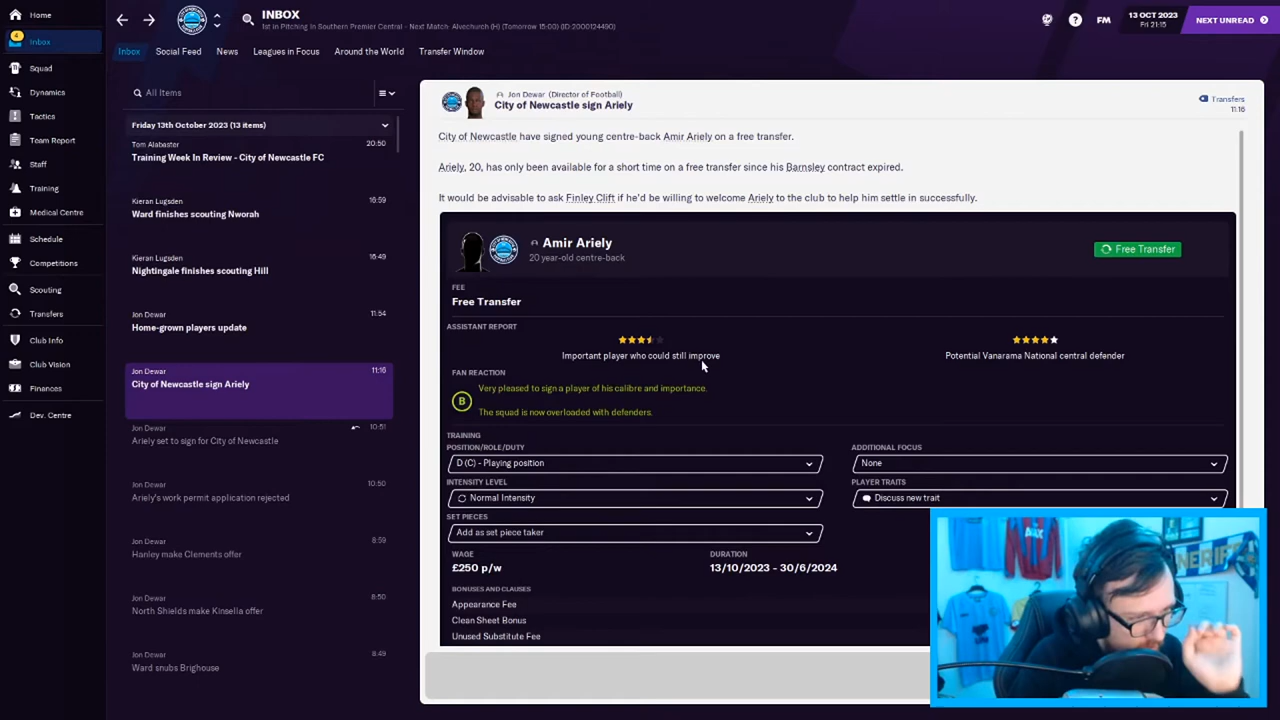 Home
INBOX
1st in Pitching In Southern Premier Central - Next Match: Alvechurch (H) (Tomorrow 15:00) (ID:2000124490)
FM
13 OCT 2023
Fri 21:15
NEXT UNREAD
4
Inbox
Squad
Dynamics
Tactics
Team Report
Staff
Training
Medical Centre
Schedule
Competitions
Scouting
Transfers
Club Info
Club Vision
Finances
Dev. Centre
Inbox
Social Feed
News
Leagues in Focus
Around the World
Transfer Window
All Items
Friday 13th October 2023 (13 items)
Tom Alabaster
20:50
Training Week In Review - City of Newcastle FC
Kieran Lugsden
16:59
Ward finishes scouting Nworah
Kieran Lugsden
16:49
Nightingale finishes scouting Hill
Jon Dewar
11:54
Home-grown players update
Jon Dewar
11:16
City of Newcastle sign Ariely
Jon Dewar
10:51
Ariely set to sign for City of Newcastle
Jon Dewar
10:50
Ariely's work permit application rejected
Jon Dewar
8:59
Hanley make Clements offer
Jon Dewar
8:50
North Shields make Kinsella offer
Jon Dewar
8:49
Ward snubs Brighouse
Jon Dewar (Director of Football)
City of Newcastle sign Ariely
Transfers
11:16
City of Newcastle have signed young centre-back Amir Ariely on a free transfer.
Ariely, 20, has only been available for a short time on a free transfer since his Barnsley contract expired.
It would be advisable to ask Finley Clift if he'd be willing to welcome Ariely to the club to help him settle in successfully.
Amir Ariely
20 year-old centre-back
Free Transfer
FEE
Free Transfer
ASSISTANT REPORT
Important player who could still improve
Potential Vanarama National central defender
FAN REACTION
B
Very pleased to sign a player of his calibre and importance.
The squad is now overloaded with defenders.
TRAINING
POSITION/ROLE/DUTY
D (C) - Playing position
ADDITIONAL FOCUS
None
INTENSITY LEVEL
Normal Intensity
PLAYER TRAITS
Discuss new trait
SET PIECES
Add as set piece taker
WAGE
£250 p/w
DURATION
13/10/2023 - 30/6/2024
BONUSES AND CLAUSES
Appearance Fee
Clean Sheet Bonus
Unused Substitute Fee